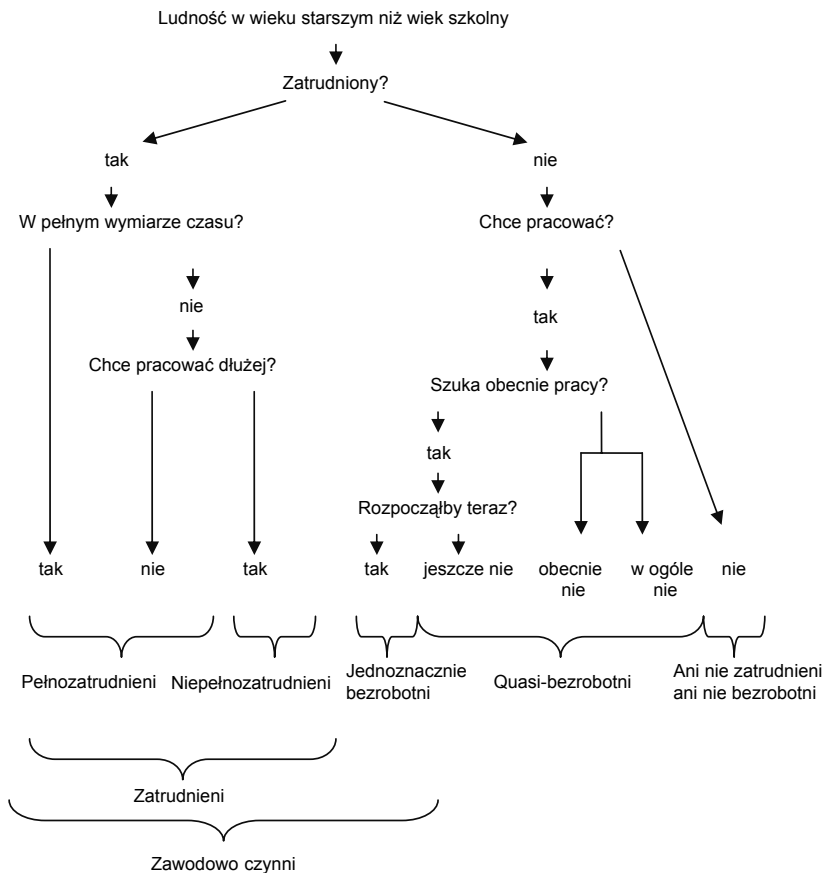 Ludność w wieku starszym niż wiek szkolny
Zatrudniony?
tak
nie
W pełnym wymiarze czasu?
Chce pracować?
nie
tak
Chce pracować dłużej?
Szuka obecnie pracy?
tak
Rozpocząłby teraz?
tak
nie
tak
tak
jeszcze nie
obecnie
nie
w ogóle
nie
nie
Pełnozatrudnieni
Niepełnozatrudnieni
Jednoznacznie
bezrobotni
Quasi-bezrobotni
Ani nie zatrudnieni
ani nie bezrobotni
Zatrudnieni
Zawodowo czynni